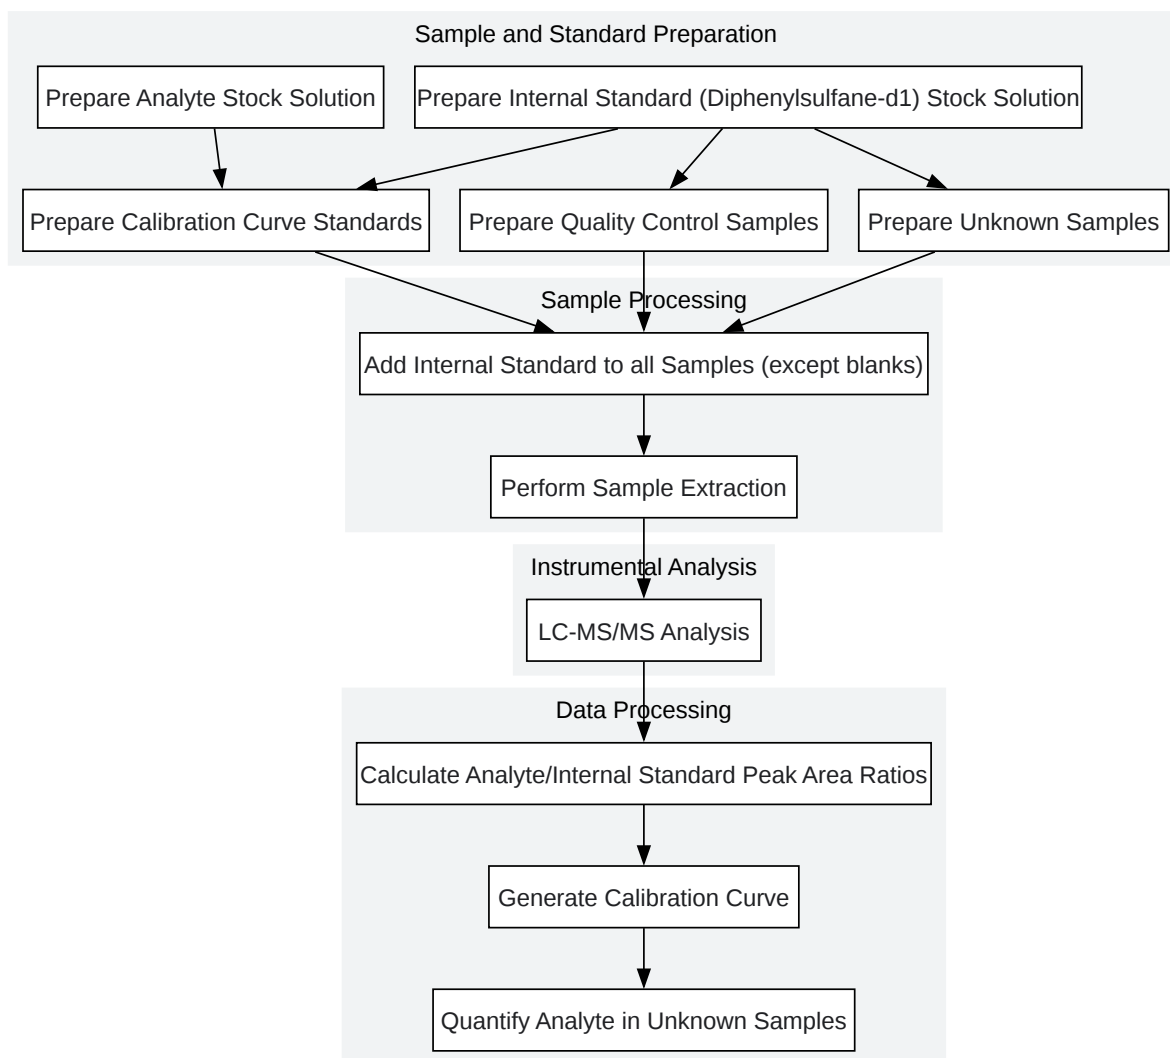 Sample and Standard Preparation
Prepare Analyte Stock Solution
Prepare Internal Standard (Diphenylsulfane-d1) Stock Solution
Prepare Calibration Curve Standards
Prepare Quality Control Samples
Prepare Unknown Samples
Sample Processing
Add Internal Standard to all Samples (except blanks)
Perform Sample Extraction
Instrumental Analysis
LC-MS/MS Analysis
Data Processing
Calculate Analyte/Internal Standard Peak Area Ratios
Generate Calibration Curve
Quantify Analyte in Unknown Samples